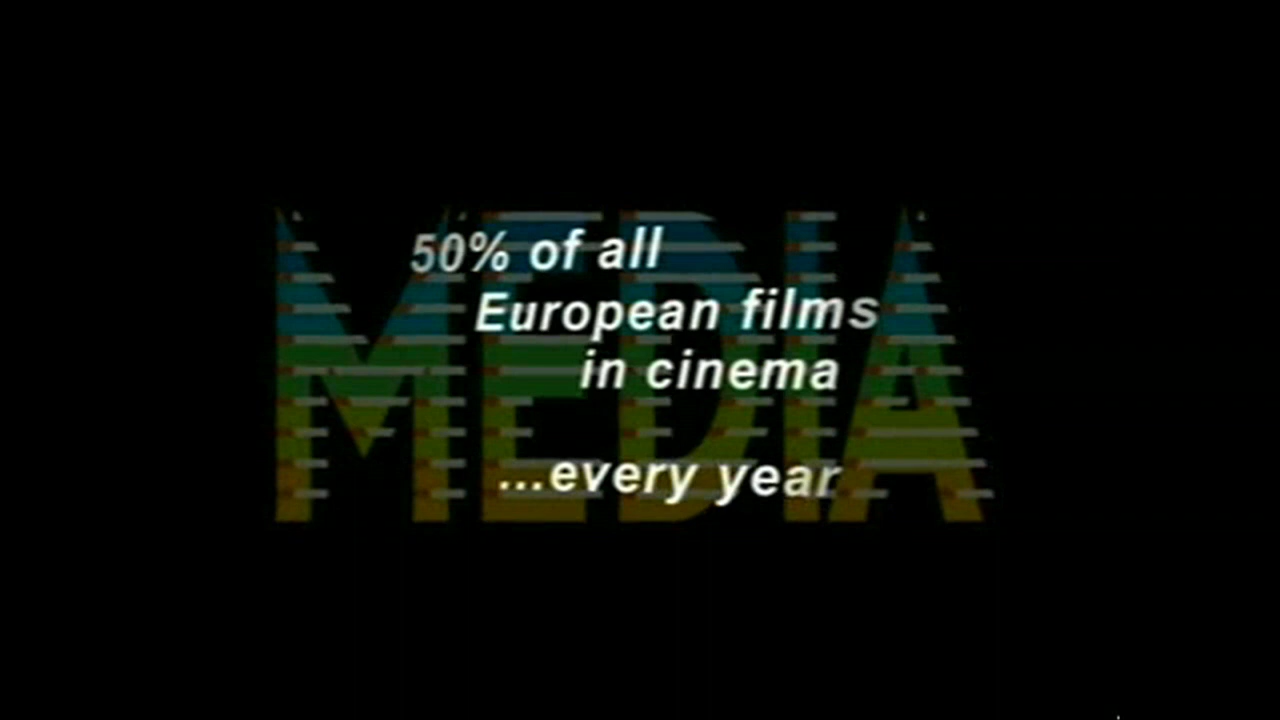 MEDIA
50% of all
European films
in cinema
...every year